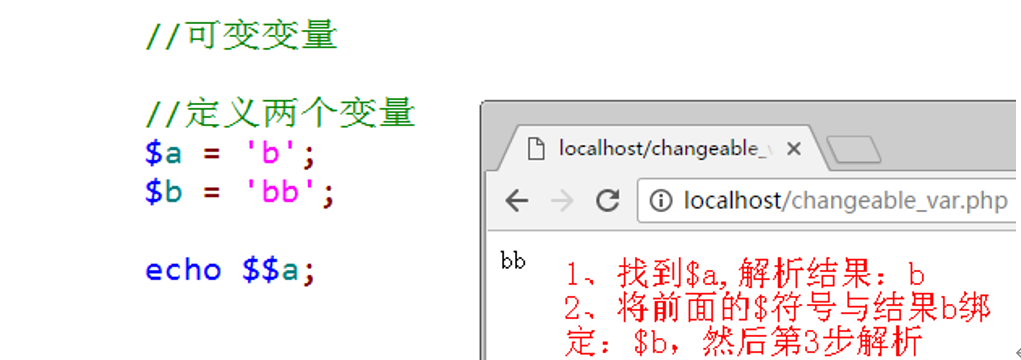 //可变变量
//定义两个变量
$a = 'b';
$b = 'bb';
echo $$a;
localhost/changeable_
localhost/changeable_var.php
bb
1、找到$a,解析结果：b
2、将前面的$符号与结果b绑
定：$b，然后第3步解析